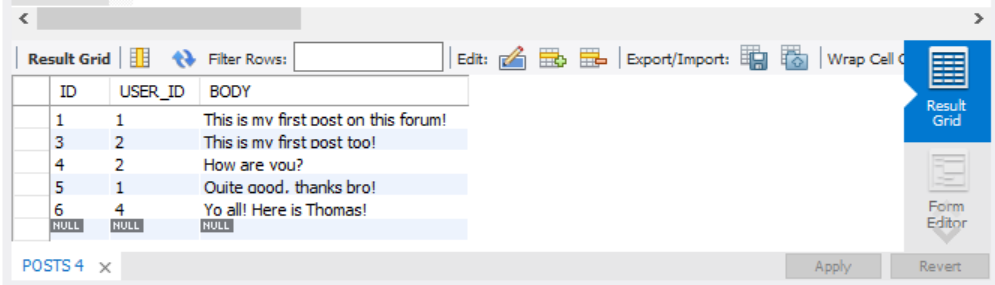 Result Grid Filter Rows: Edit: Export/Import: Wrap Cell C
ID USER_ID BODY
1 1 This is my first post on this forum!
3 2 This is my first post too!
4 2 How are you?
5 1 Quite good, thanks bro!
6 4 Yo all! Here is Thomas!
NULL NULL NULL
Result
Grid
Form
Editor
POSTS 4 Apply Revert